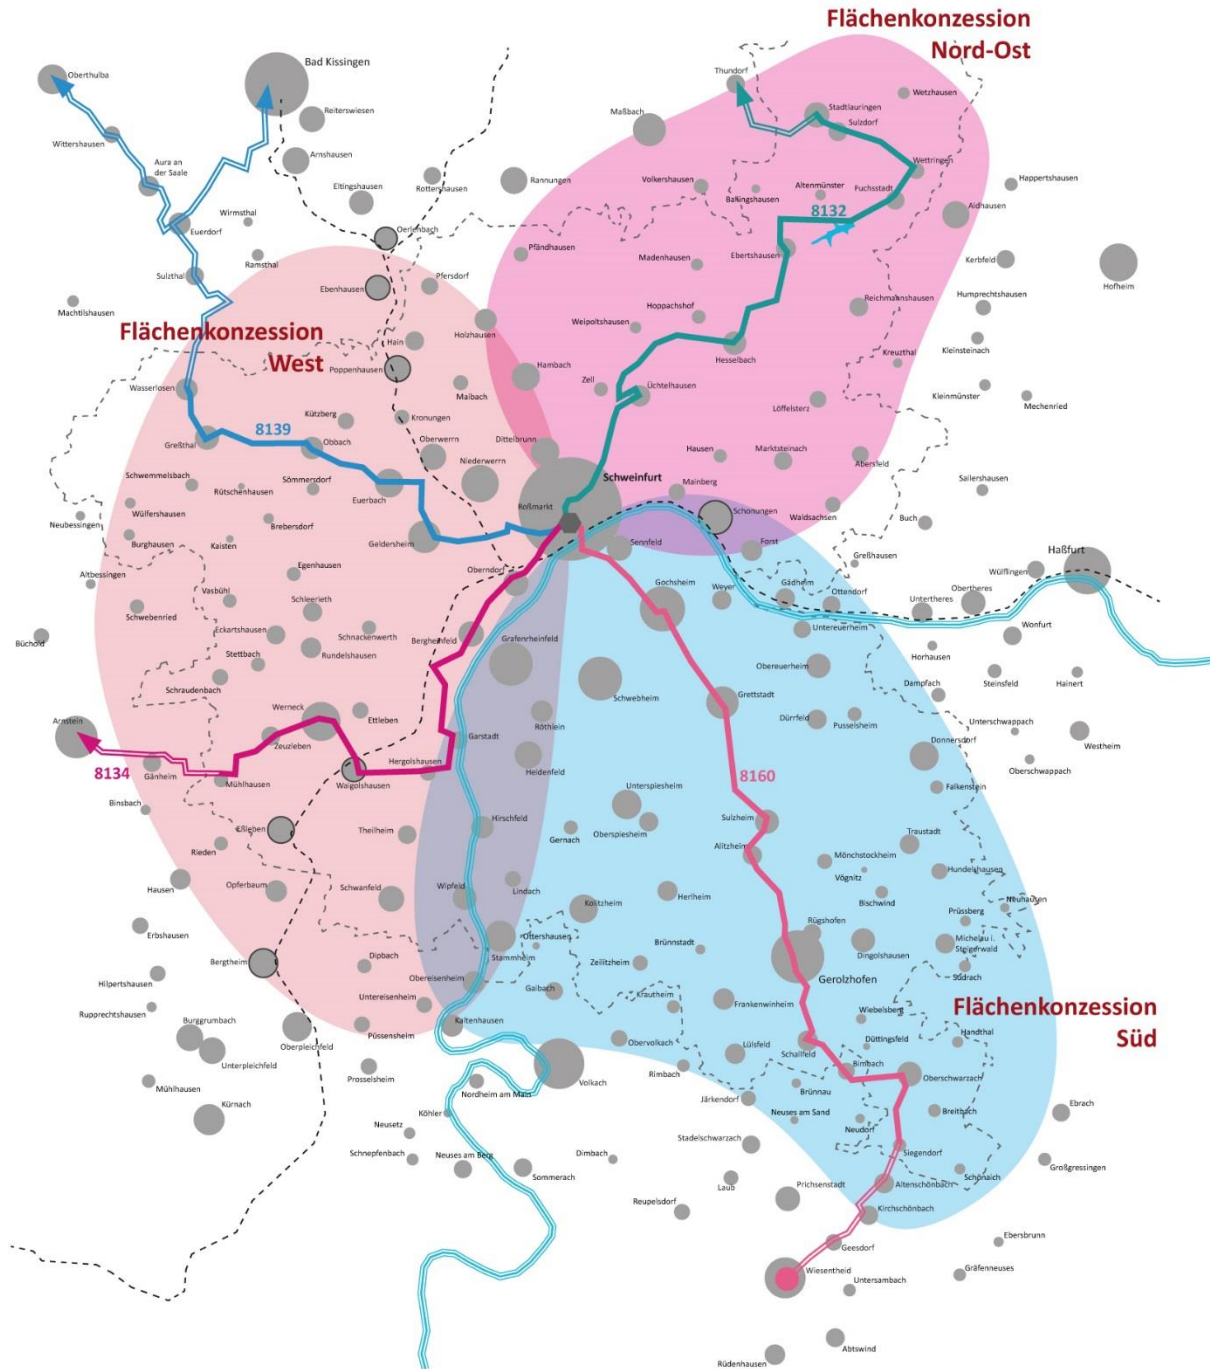 Flächenkonzession
Nord-Ost
Oberthulba
Bad Kissingen
Thundorf
Stadtlauringen
Wetzhausen
Sulzdorf
Reiterswiesen
Maßbach
Wittershausen
Arnshausen
Aura an
der Saale
Eltingshausen
Rottershausen
Rannungen
Volkershausen
Ballingshausen
Altenmünster
Wettringen
Fuchsstadt
Happertshausen
Aidhausen
8132
Wirmsthal
Euerdorf
Oerlenbach
Pfändhausen
Madenhausen
Ebertshausen
Kerbfeld
Hofheim
Ramsthal
Sulzthal
Ebenhausen
Pfersdorf
Machtilshausen
Hoppachshof
Reichmannshausen
Humprechtshausen
Flächenkonzession
West
Holzhausen
Weipoltshausen
Hain
Poppenhausen
Hesselbach
Kreuzthal
Kleinsteinach
Wasserlosen
Hambach
Maibach
Zell
Üchtelhausen
Löffelsterz
Kleinmünster
Mechenried
Kützberg
Kronungen
8139
Greßthal
Obbach
Oberwerrn
Dittelbrunn
Niederwerrn
Hausen
Marktsteinach
Abersfeld
Schwemmelsbach
Rütschenhausen
Sömmersdorf
Euerbach
Schweinfurt
Mainberg
Sailershausen
Roßmarkt
Schonungen
Waldsachsen
Neubessingen
Wülfershausen
Brebersdorf
Geldersheim
Buch
Burghausen
Kaisten
Sennfeld
Forst
Greßhausen
Haßfurt
Altbessingen
Egenhausen
Oberndorf
Gochsheim
Weyer
Gädheim
Ottendorf
Wülflingen
Obertheres
Untertheres
Vasbühl
Schleerieth
Schwebenried
Büchold
Eckartshausen
Schnackenwerth
Bergrheinfeld
Grafenrheinfeld
Untereuerheim
Wonfurt
Stettbach
Rundelshausen
Horhausen
Obereuerheim
Schraudenbach
Schwebheim
Grettstadt
Dampfach
Steinsfeld
Hainert
Arnstein
Werneck
Ettleben
Röthlein
Dürrfeld
Pusselsheim
Unterschwappach
Westheim
Zeuzleben
Garstadt
Donnersdorf
Oberschwappach
8134
Gänheim
Mühlhausen
Waigolshausen
Hergolshausen
Heidenfeld
8160
Falkenstein
Binsbach
Unterspiesheim
Eßleben
Theilheim
Hirschfeld
Gernach
Oberspiesheim
Sulzheim
Traustadt
Rieden
Alitzheim
Mönchstockheim
Vögnitz
Hundelshausen
Hausen
Opferbaum
Schwanfeld
Wipfeld
Lindach
Kolitzheim
Herlheim
Bischwind
Neuhausen
Prüssberg
Erbshausen
Rügshofen
Ottershausen
Brünnstadt
Dingolshausen
Michelau i.
Steigerwald
Bergtheim
Dipbach
Stammheim
Zeilitzheim
Gerolzhofen
Sudrach
Hilpertshausen
Obereisenheim
Gaibach
Krautheim
Frankenwinheim
Wiebelsberg
Flächenkonzession
Süd
Rupprechtshausen
Untereisenheim
Handthal
Burggrumbach
Oberpleichfeld
Püssensheim
Kaltenhausen
Obervolkach
Lülsfeld
Schallfeld
Düttingsfeld
Unterpleichfeld
Prosselsheim
Volkach
Rimbach
Bimbach
Oberschwarzach
Mühlhausen
Nordheim am Main
Brünnau
Järkendorf
Neuses am Sand
Breitbach
Ebrach
Kürnach
Köhler
Neusetz
Neudorf
Stadelschwarzach
Siegendorf
Schnepfenbach
Neuses am Berg
Sommerach
Dimbach
Laub
Prichsenstadt
Altenschönbach
Schönaich
Großgressingen
Reupelsdorf
Kirchschönbach
Geesdorf
Ebersbrunn
Wiesentheid
Untersambach
Gräfenneuses
Abtswind
Rüdenhausen